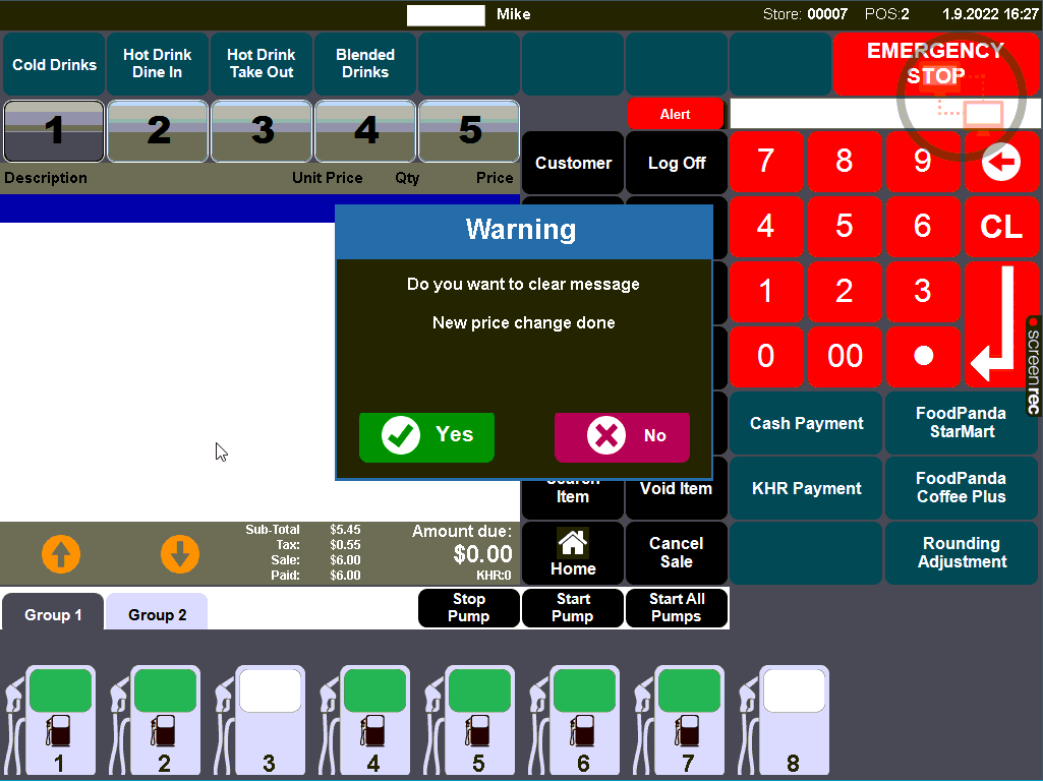 Mike
Store: 00007 POS:2 1.9.2022 16:27
Cold Drinks
Hot Drink
Dine In
Hot Drink
Take Out
Blended
Drinks
EMERGENCY
STOP
1 2 3 4 5
Alert
Customer
Log Off
7 8 9
Description Unit Price Qty Price
4 5 6 CL
Warning
Do you want to clear message
New price change done
Yes
No
1 2 3
0 00
screenrec
Cash Payment
FoodPanda
StarMart
Item
Void Item
KHR Payment
FoodPanda
Coffee Plus
Sub-Total $5.45
Tax: $0.55
Sale: $6.00
Paid: $6.00
Amount due:
$0.00
KHR:0
Home
Cancel
Sale
Rounding
Adjustment
Group 1
Group 2
Stop
Pump
Start
Pump
Start All
Pumps
1 2 3 4 5 6 7 8